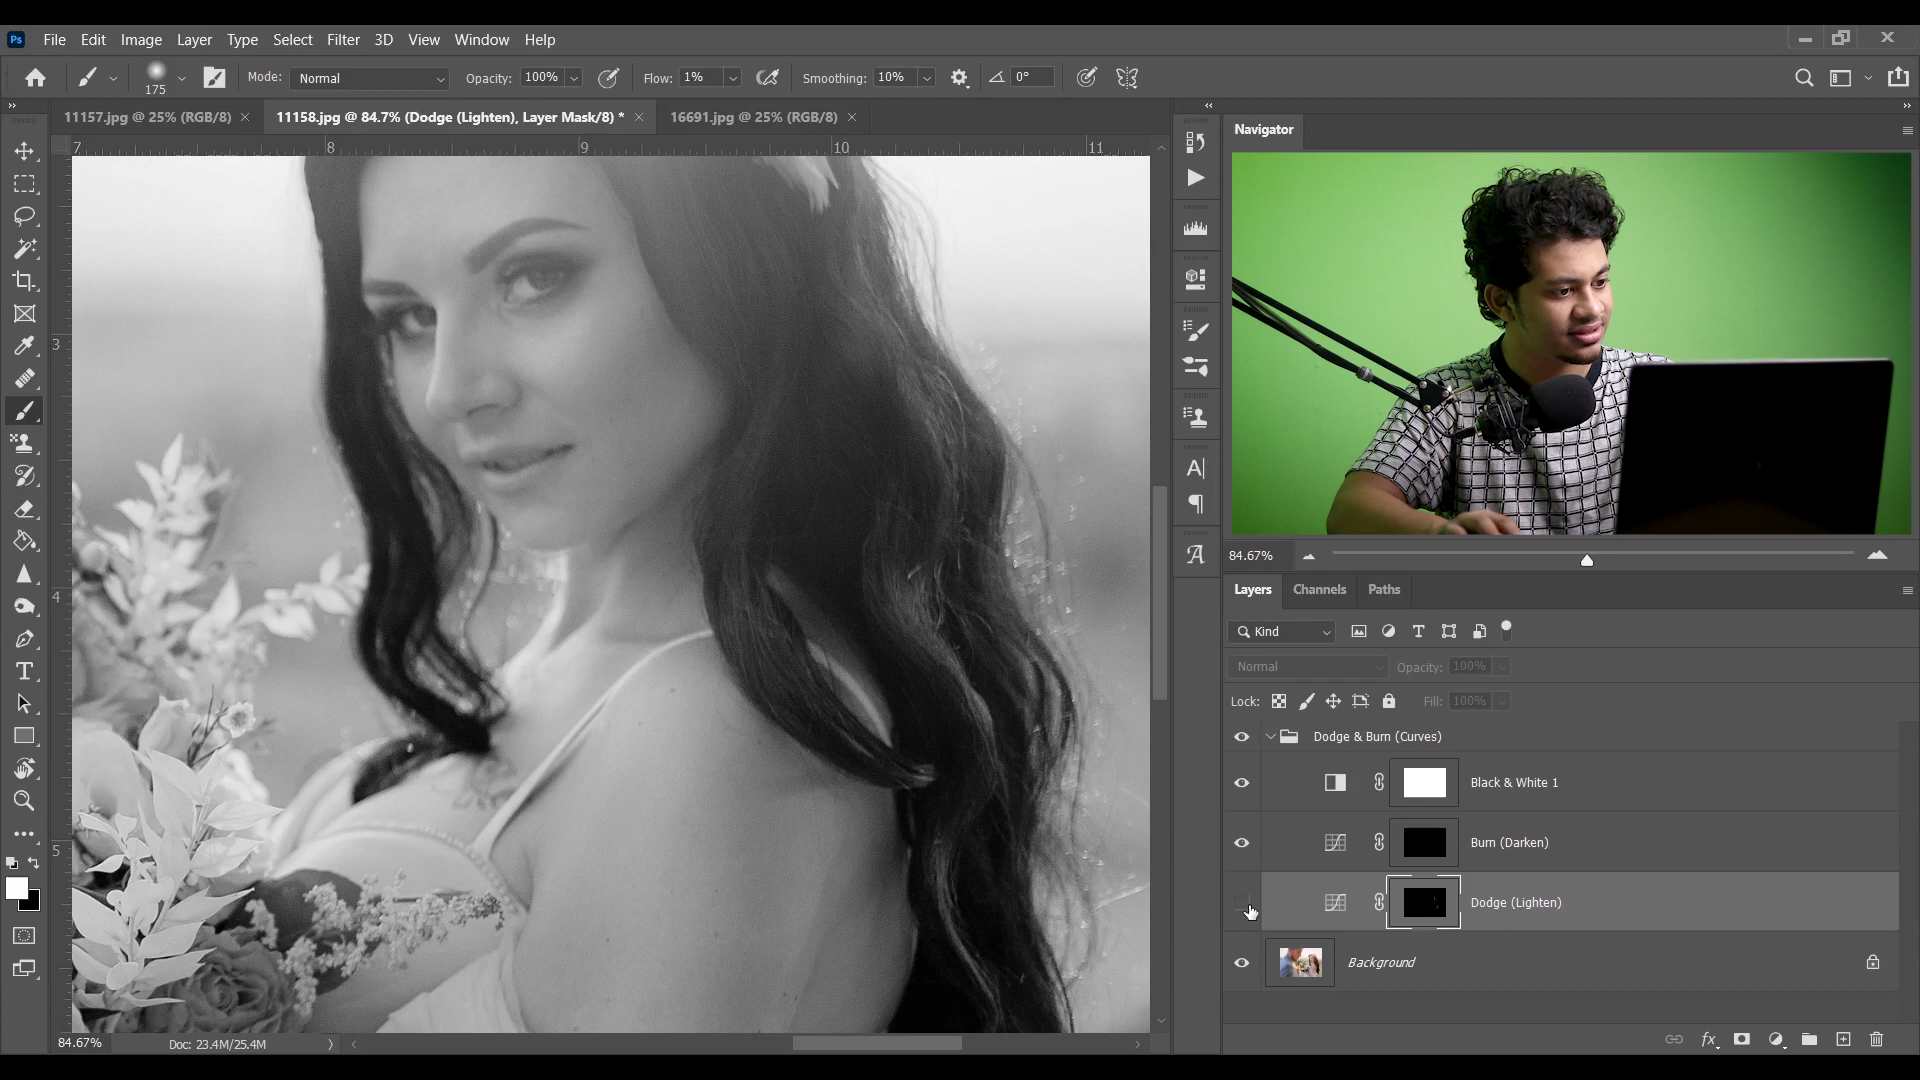 Ps File Edit Image Layer Type Select Filter 3D View Window Help
175 Mode: Normal Opacity: 100% Flow: 1% Smoothing: 10% 0°
11157.jpg @ 25% (RGB/8) × 11158.jpg @ 84.7% (Dodge (Lighten), Layer Mask/8) * × 16691.jpg @ 25% (RGB/8) ×
Navigator
7 8 9 10 11
3
4
5
84.67%
Layers Channels Paths
Kind
Normal Opacity: 100%
Lock: Fill: 100%
Dodge & Burn (Curves)
Black & White 1
Burn (Darken)
Dodge (Lighten)
Background
fx
84.67% Doc: 23.4M/25.4M